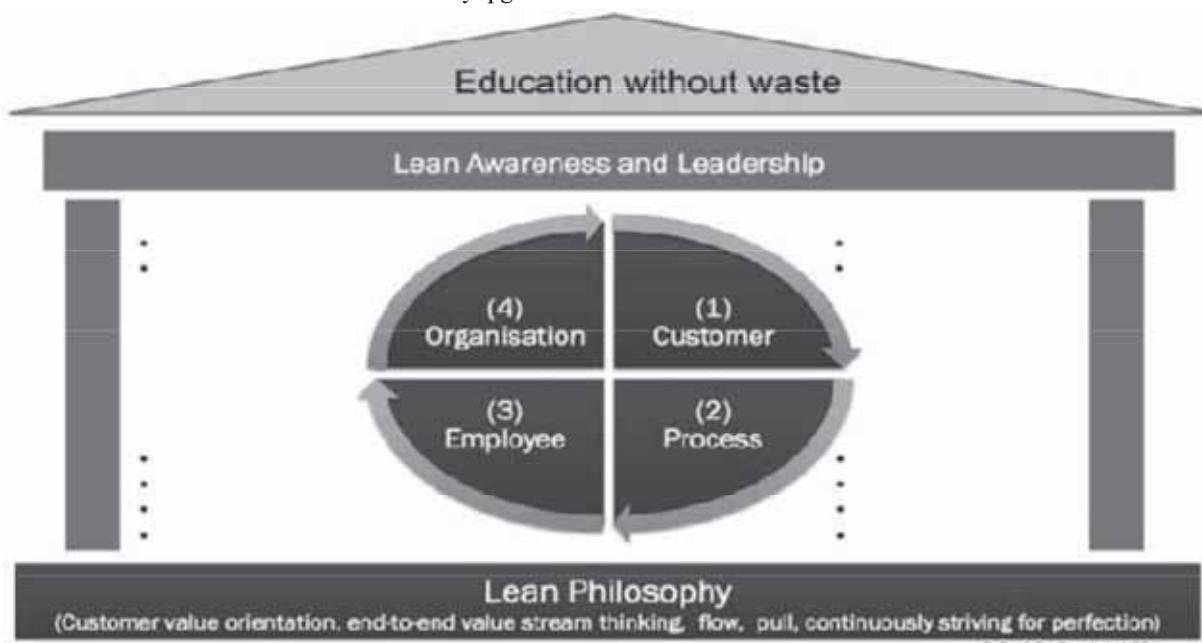 Education without waste
Lean Awareness and Leadership
(4)
Organisation
(1)
Customer
(3)
Employee
(2)
Process
Lean Philosophy
(Customer value orientation, end-to-end value stream thinking, flow, pull, continuously striving for perfection)